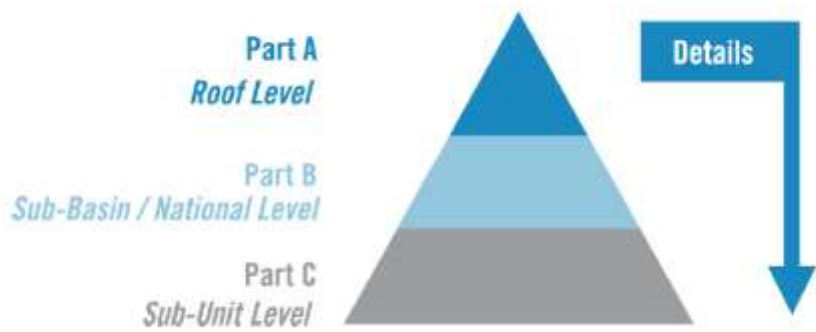 Part A
Roof Level
Details
Part B
Sub-Basin / National Level
Part C
Sub-Unit Level